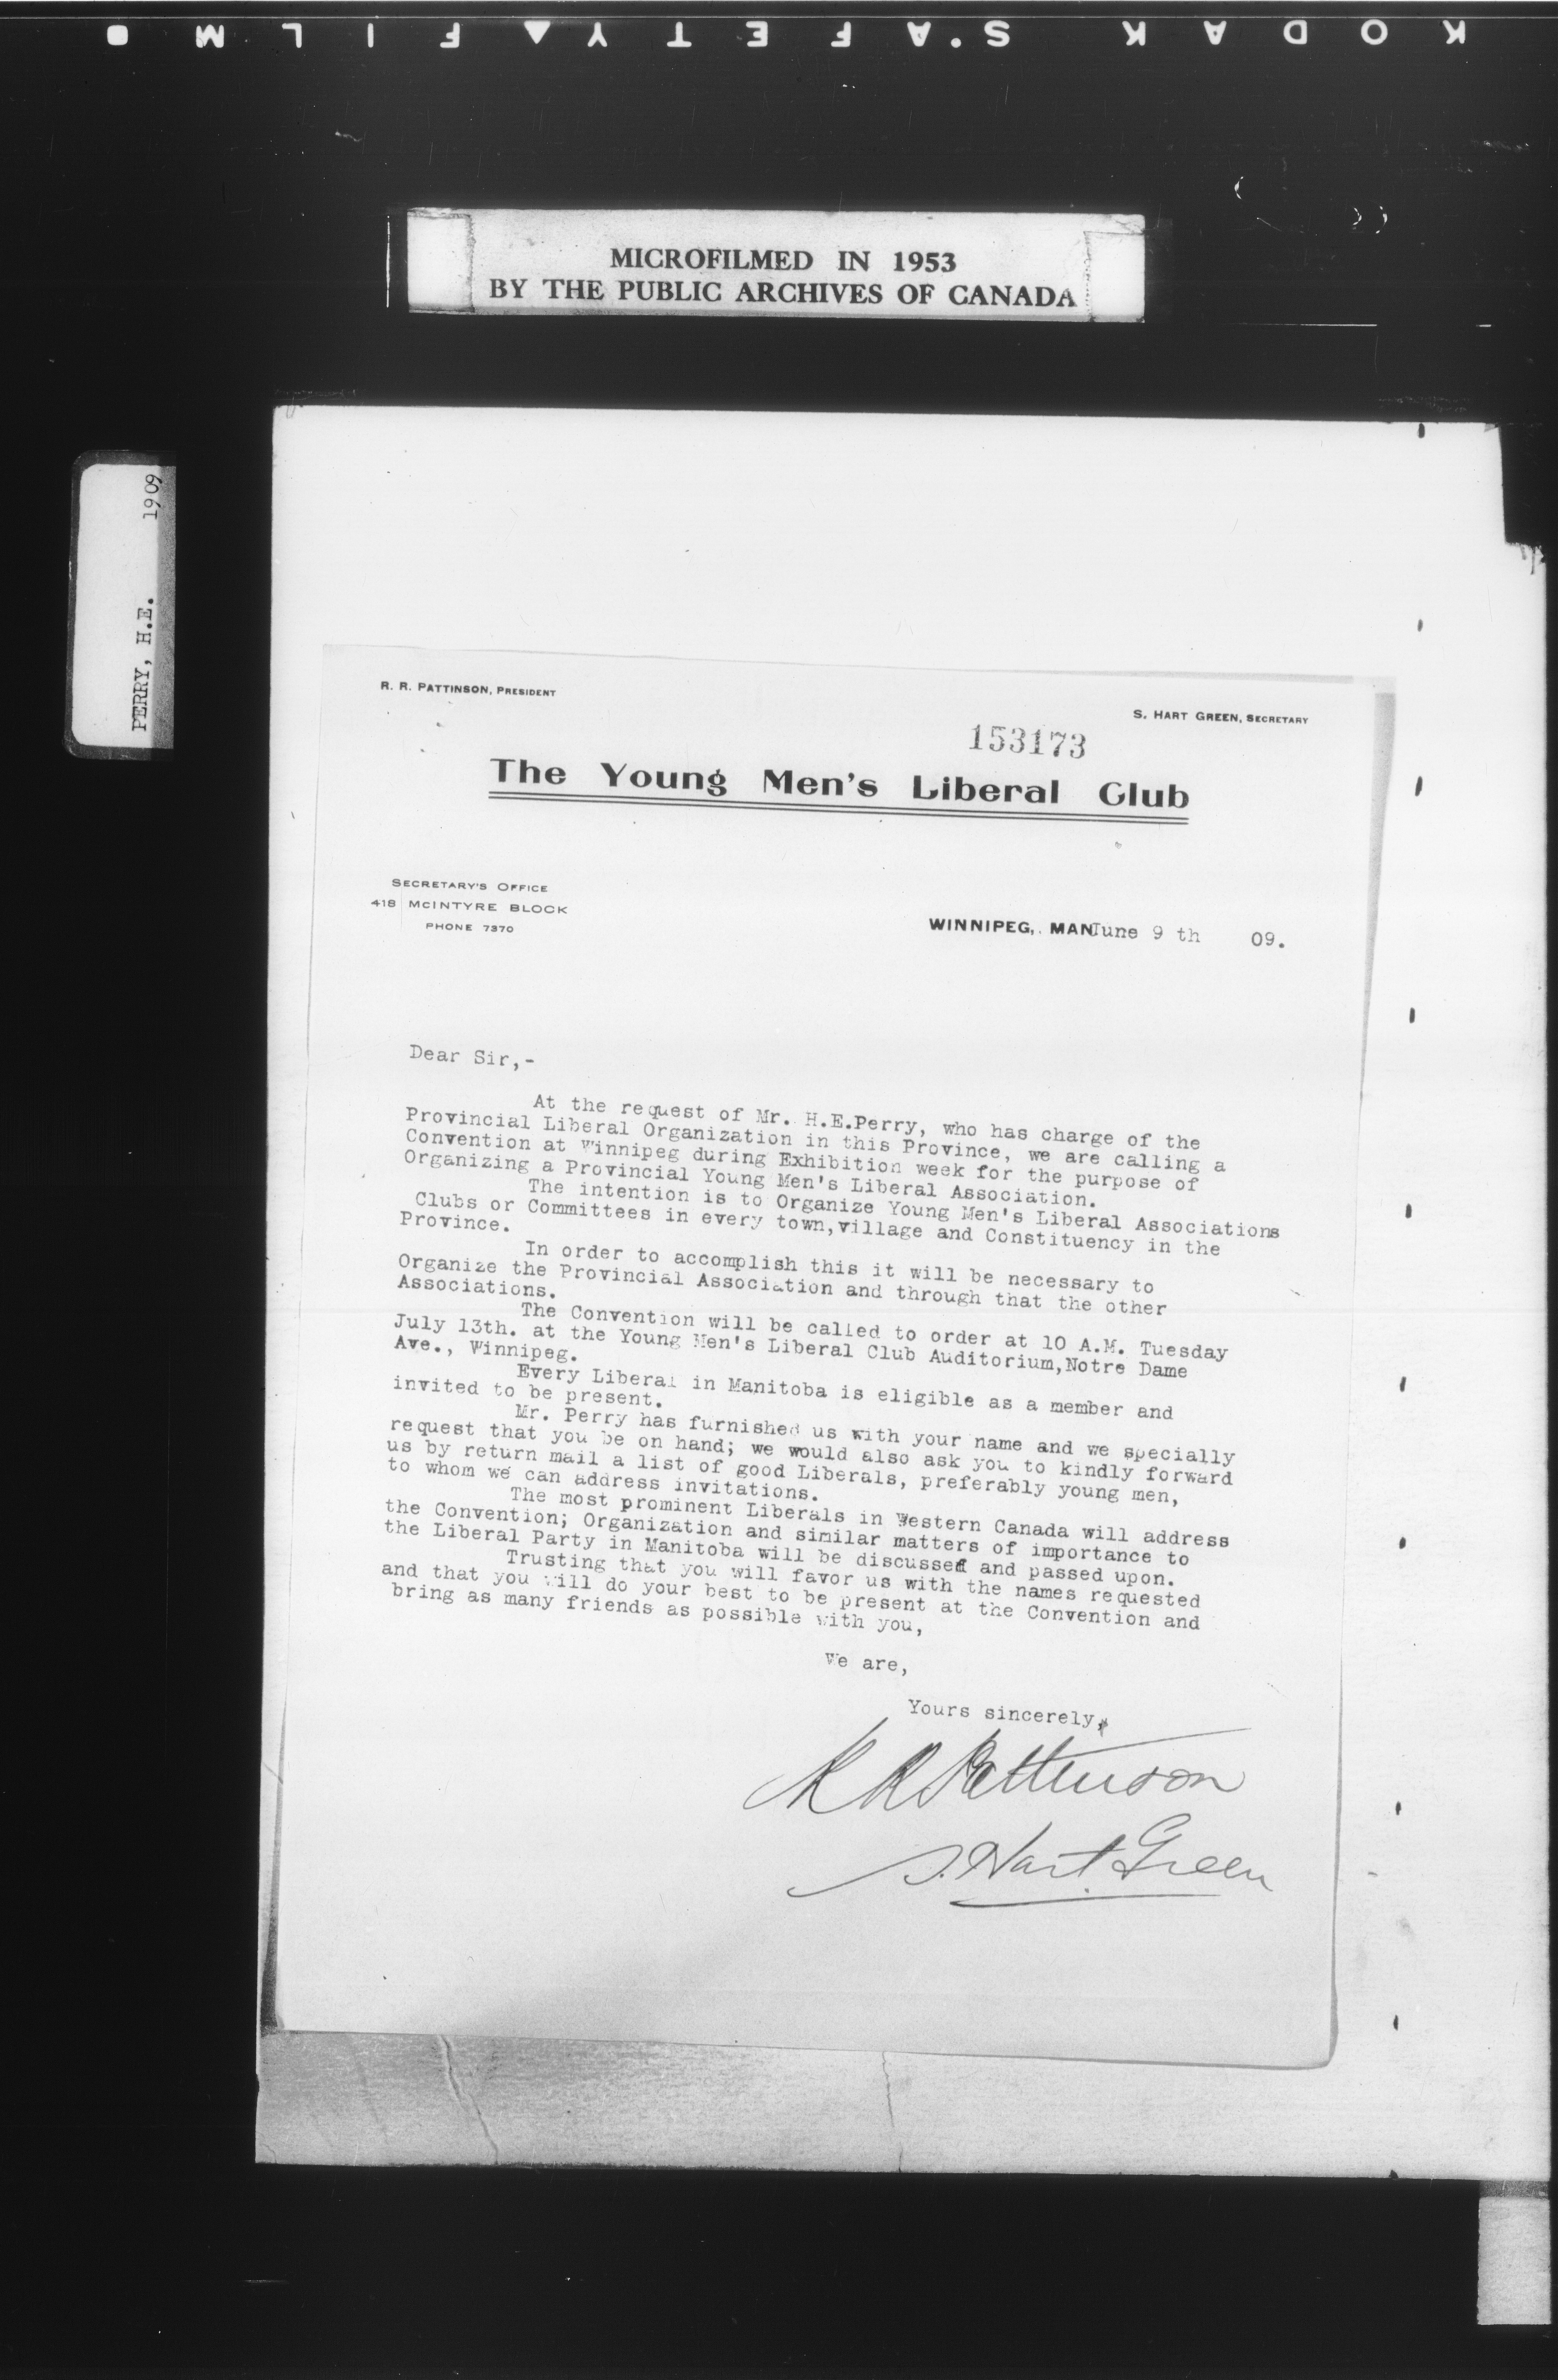 KODAK SAFETY FILM
MICROFILMED IN 1953
BY THE PUBLIC ARCHIVES OF CANADA
PERRY, H.E. 1909
R. R. PATTINSON, PRESIDENT
S. HART GREEN, SECRETARY
153173
The Young Men's Liberal Club
SECRETARY'S OFFICE
418 MCINTYRE BLOCK
PHONE 7370
WINNIPEG, MAN June 9 th 09.
Dear Sir,-
At the request of Mr. H.E.Perry, who has charge of the
Provincial Liberal Organization in this Province, we are calling a
Convention at Winnipeg during Exhibition week for the purpose of
Organizing a Provincial Young Men's Liberal Association.
The intention is to Organize Young Men's Liberal Associations
Clubs or Committees in every town,village and Constituency in the
Province.
In order to accomplish this it will be necessary to
Organize the Provincial Association and through that the other
Associations.
The Convention will be called to order at 10 A.M. Tuesday
July 13th. at the Young Men's Liberal Club Auditorium,Notre Dame
Ave., Winnipeg.
Every Liberal in Manitoba is eligible as a member and
invited to be present.
Mr. Perry has furnished us with your name and we specially
request that you be on hand; we would also ask you to kindly forward
us by return mail a list of good Liberals, preferably young men,
to whom we can address invitations.
The most prominent Liberals in Western Canada will address
the Convention; Organization and similar matters of importance to
the Liberal Party in Manitoba will be discussed and passed upon.
Trusting that you will favor us with the names requested
and that you will do your best to be present at the Convention and
bring as many friends as possible with you,
We are,
Yours sincerely,
R R Pattinson
S. Hart Green